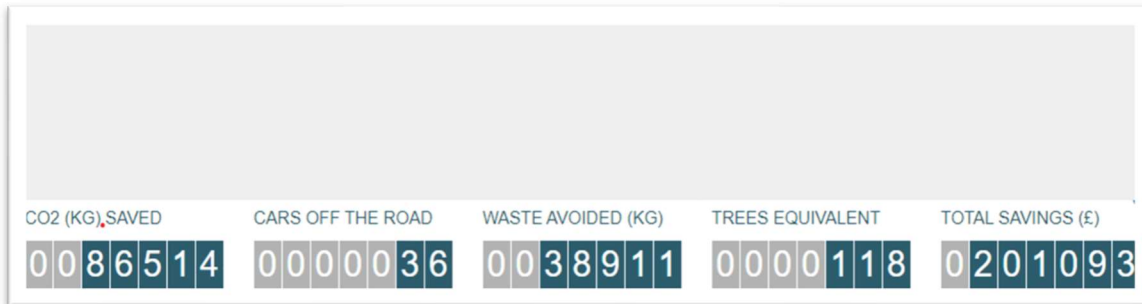 CO2 (KG) SAVED CARS OFF THE ROAD WASTE AVOIDED (KG) TREES EQUIVALENT TOTAL SAVINGS (£)
0086514 0000036 0038911 0000118 0201093